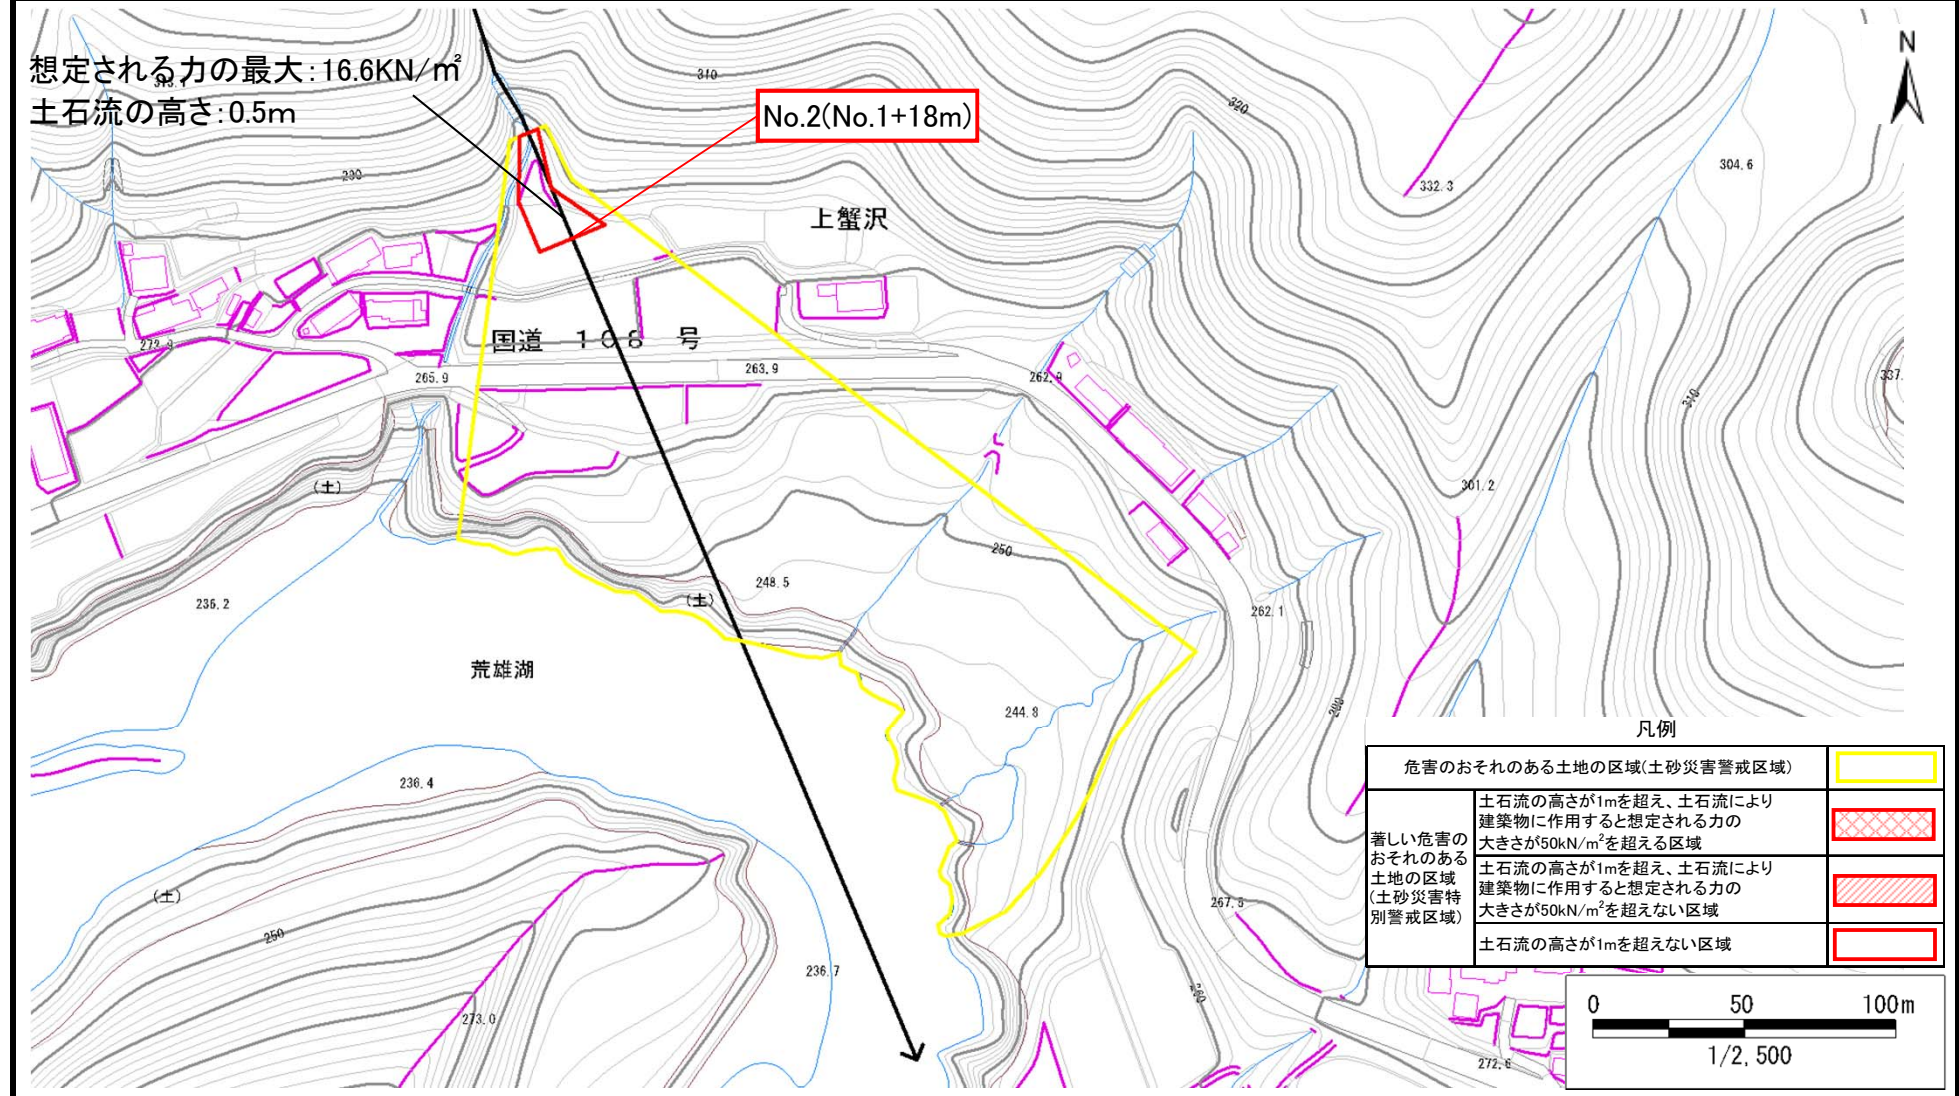 想定される力の最大:16.6KN/㎡
土石流の高さ:0.5m
No.2(No.1+18m)
N
310
320
304.6
332.3
290
上蟹沢
国道 108 号
272.9
265.9
263.9
262.9
337.
310
301.2
(土)
250
248.5
(土)
236.2
262.1
荒雄湖
244.8
280
236.4
(土)
250
267.5
236.7
260
273.0
272.6
凡例
危害のおそれのある土地の区域(土砂災害警戒区域)
著しい危害の
おそれのある
土地の区域
(土砂災害特
別警戒区域)
土石流の高さが1mを超え、土石流により
建築物に作用すると想定される力の
大きさが50kN/m²を超える区域
土石流の高さが1mを超え、土石流により
建築物に作用すると想定される力の
大きさが50kN/m²を超えない区域
土石流の高さが1mを超えない区域
0 50 100m
1/2,500